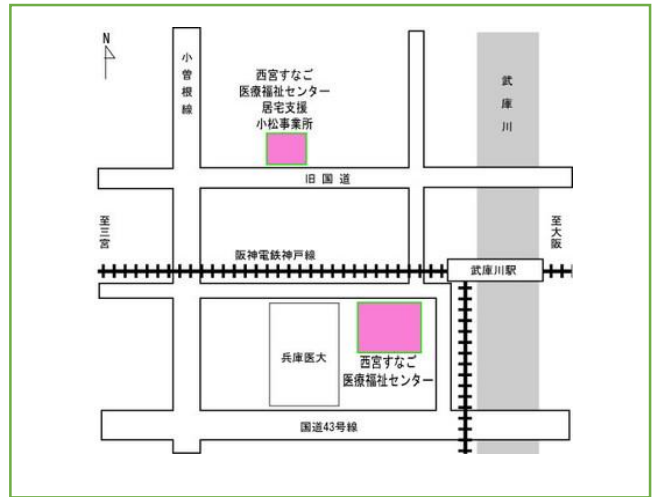 N
小曽根線
西宮すなご
医療福祉センター
居宅支援
小松事業所
武庫川
旧国道
至三宮
至大阪
阪神電鉄神戸線
武庫川駅
兵庫医大
西宮すなご
医療福祉センター
国道43号線